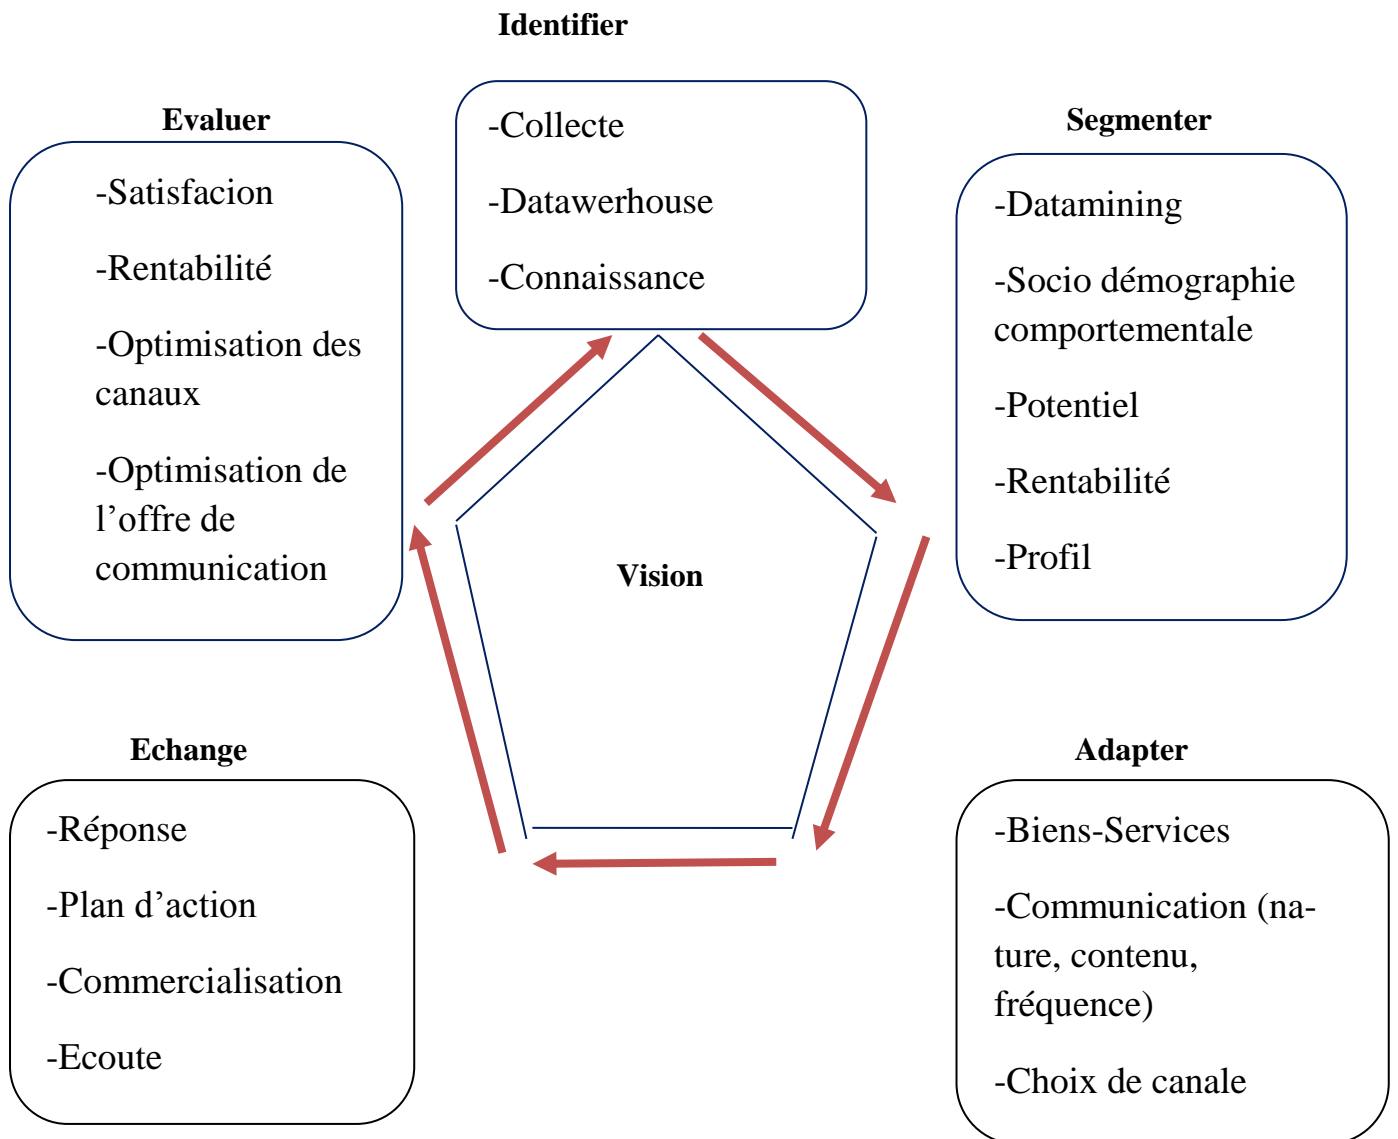 Identifier
-Collecte
-Datawerhouse
-Connaissance
Evaluer
-Satisfacion
-Rentabilité
-Optimisation des
canaux
-Optimisation de
l’offre de
communication
Segmenter
-Datamining
-Socio démographie
comportementale
-Potentiel
-Rentabilité
-Profil
Vision
Echange
-Réponse
-Plan d’action
-Commercialisation
-Ecoute
Adapter
-Biens-Services
-Communication (na-
ture, contenu,
fréquence)
-Choix de canale